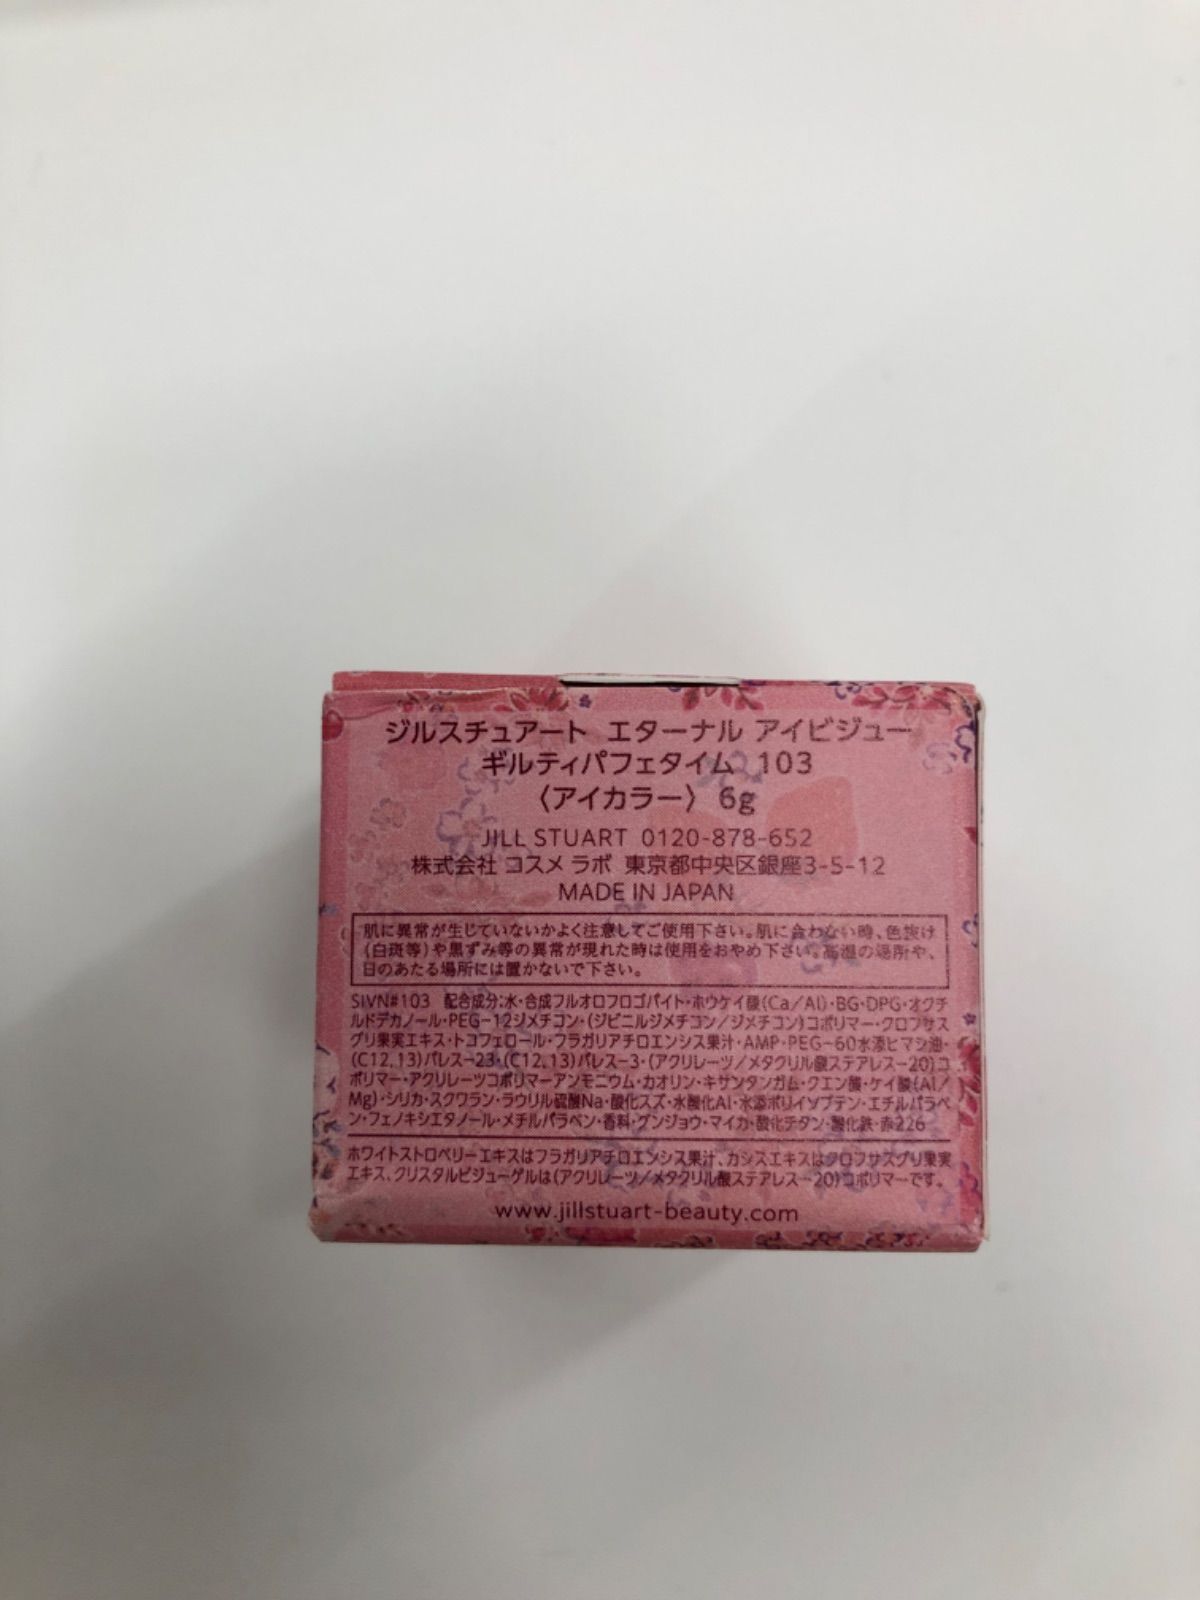 ジルスチュアート エターナル アイビジュー
ギルティパフェタイム 103
〈アイカラー〉 6g
JILL STUART 0120-878-652
株式会社 コスメ ラボ 東京都中央区銀座3-5-12
MADE IN JAPAN
肌に異常が生じていないかよく注意してご使用下さい。肌に合わない時、色抜け
(白斑等)や黒ずみ等の異常が現れた時は使用をおやめ下さい。高温の場所や、
日のあたる場所には置かないで下さい。
SIVN#103 配合成分:水・合成フルオロフロゴパイト・ホウケイ酸(Ca/Al)・BG・DPG・オクチ
ルドデカノール・PEG-12ジメチコン・(ジビニルジメチコン/ジメチコン)コポリマー・クロフサス
グリ果実エキス・トコフェロール・フラガリアチロエンシス果汁・AMP・PEG-60水添ヒマシ油・
(C12,13)パレス-23・(C12,13)パレス-3・(アクリレーツ/メタクリル酸ステアレス-20)コ
ポリマー・アクリレーツコポリマーアンモニウム・カオリン・キサンタンガム・クエン酸・ケイ酸(Al/
Mg)・シリカ・スクワラン・ラウリル硫酸Na・酸化スズ・水酸化Al・水添ポリイソブテン・エチルパラベ
ン・フェノキシエタノール・メチルパラベン・香料・グンジョウ・マイカ・酸化チタン・酸化鉄・赤226
ホワイトストロベリーエキスはフラガリアチロエンシス果汁、カシスエキスはクロフサスグリ果実
エキス、クリスタルビジューゲルは(アクリレーツ/メタクリル酸ステアレス-20)コポリマーです。
www.jillstuart-beauty.com